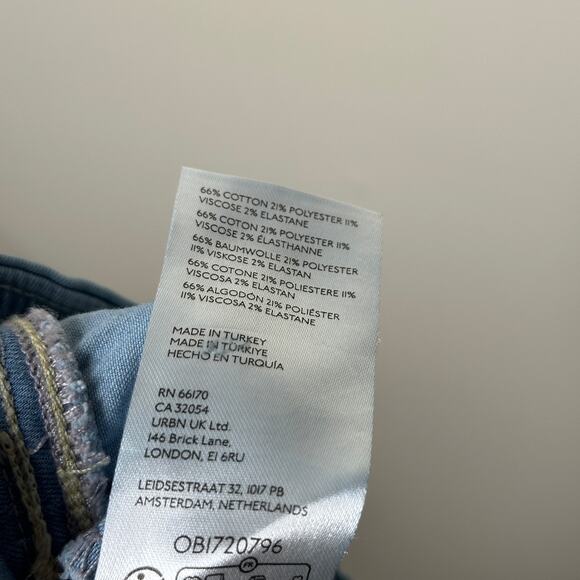 66% COTTON 21% POLYESTER 11%
VISCOSE 2% ELASTANE
66% COTON 21% POLYESTER 11%
VISCOSE 2% ÉLASTHANNE
66% BAUMWOLLE 21% POLYESTER
11% VISKOSE 2% ELASTAN
66% COTONE 21% POLIESTERE 11%
VISCOSA 2% ELASTAN
66% ALGODÓN 21% POLIÉSTER
11% VISCOSA 2% ELASTANE
MADE IN TURKEY
MADE IN TÜRKIYE
HECHO EN TURQUÍA
RN 66170
CA 32054
URBN UK Ltd.
146 Brick Lane,
LONDON, E1 6RU
LEIDSESTRAAT 32, 1017 PB
AMSTERDAM, NETHERLANDS
OB1720796
FR